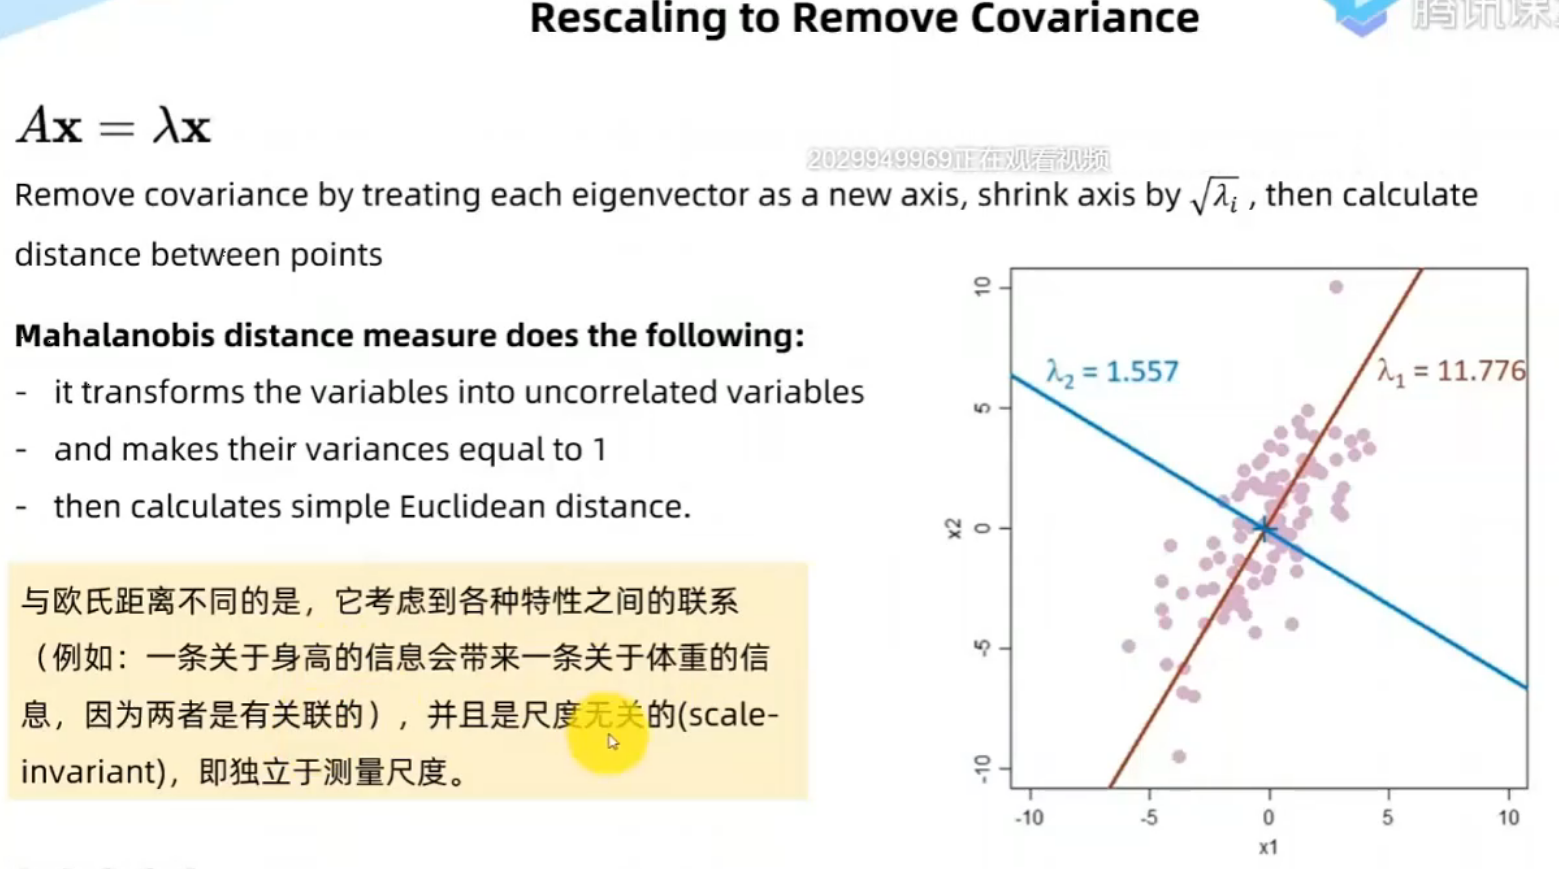 Rescaling to Remove Covariance
腾讯课
Ax = λx
2029949969正在观看视频
Remove covariance by treating each eigenvector as a new axis, shrink axis by √λi , then calculate
distance between points
Mahalanobis distance measure does the following:
- it transforms the variables into uncorrelated variables
- and makes their variances equal to 1
- then calculates simple Euclidean distance.
与欧氏距离不同的是，它考虑到各种特性之间的联系
（例如：一条关于身高的信息会带来一条关于体重的信
息，因为两者是有关联的），并且是尺度无关的(scale-
invariant)，即独立于测量尺度。
λ2 = 1.557
λ1 = 11.776
10
5
0
-5
-10
x2
-10 -5 0 5 10
x1